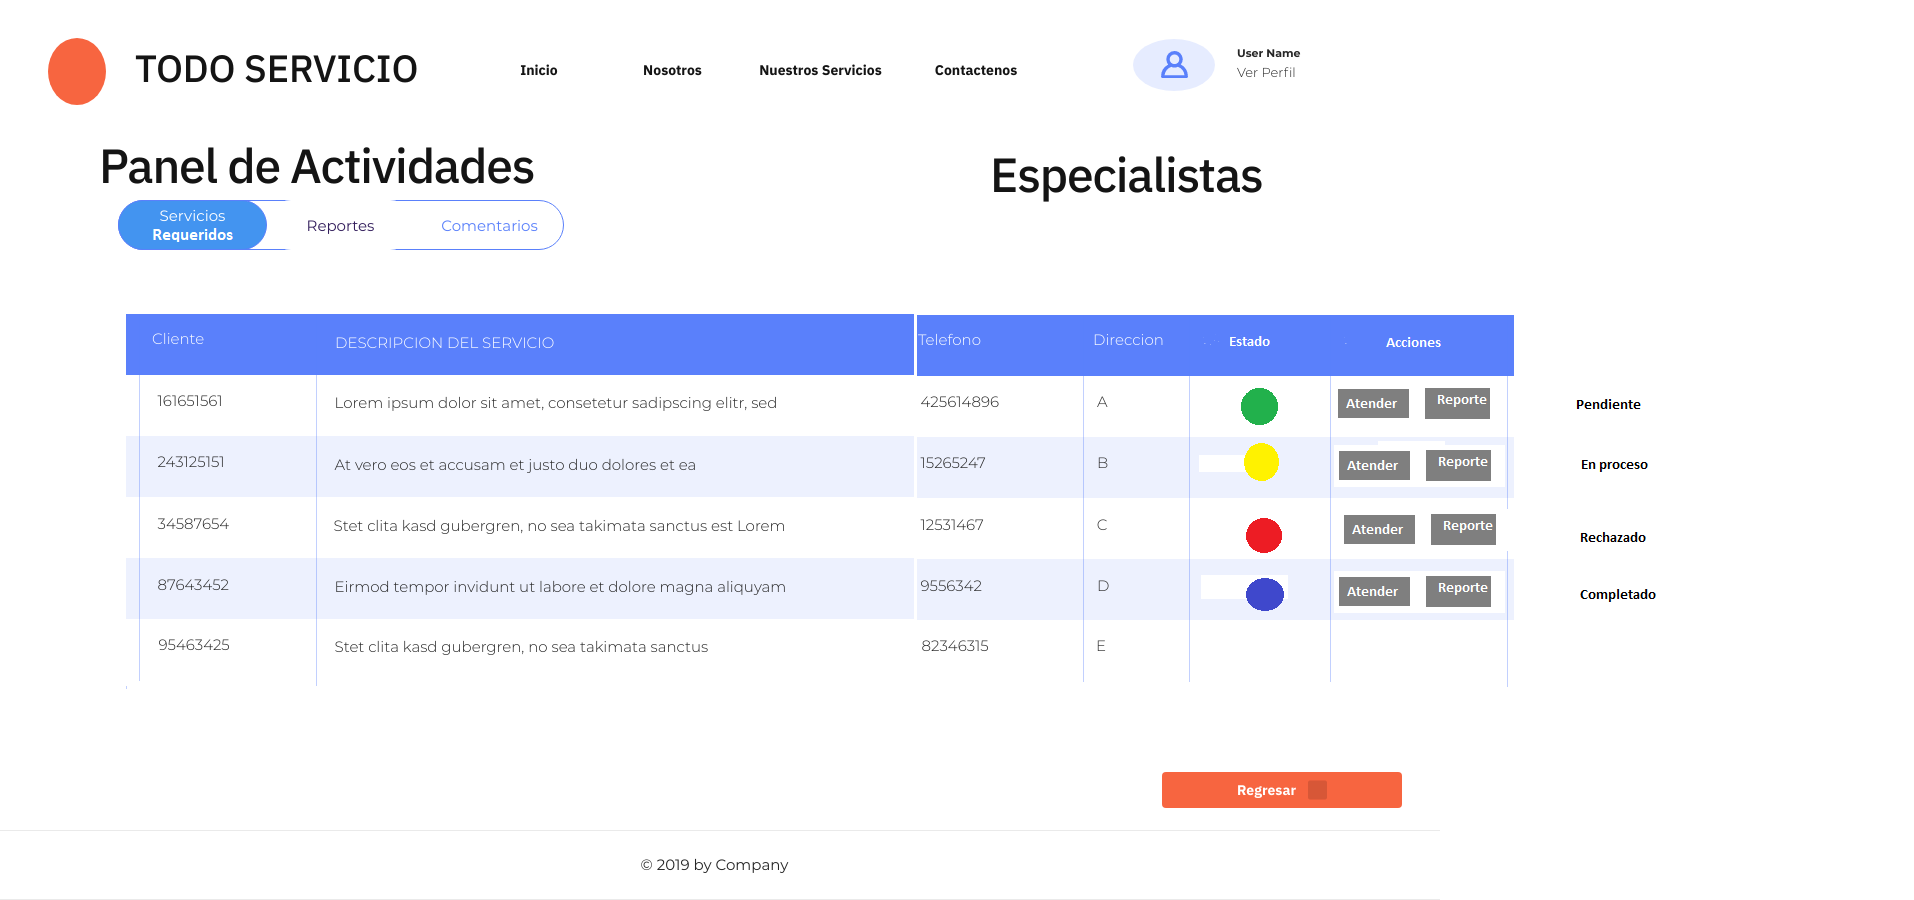 TODO SERVICIO
Inicio
Nosotros
Nuestros Servicios
Contactenos
User Name
Ver Perfil
Panel de Actividades
Especialistas
Servicios
Requeridos
Reportes
Comentarios
Cliente DESCRIPCION DEL SERVICIO Telefono Direccion Estado Acciones
161651561 Lorem ipsum dolor sit amet, consetetur sadipscing elitr, sed 425614896 A Atender Reporte Pendiente
243125151 At vero eos et accusam et justo duo dolores et ea 15265247 B Atender Reporte En proceso
34587654 Stet clita kasd gubergren, no sea takimata sanctus est Lorem 12531467 C Atender Reporte Rechazado
87643452 Eirmod tempor invidunt ut labore et dolore magna aliquyam 9556342 D Atender Reporte Completado
95463425 Stet clita kasd gubergren, no sea takimata sanctus 82346315 E
Regresar
© 2019 by Company